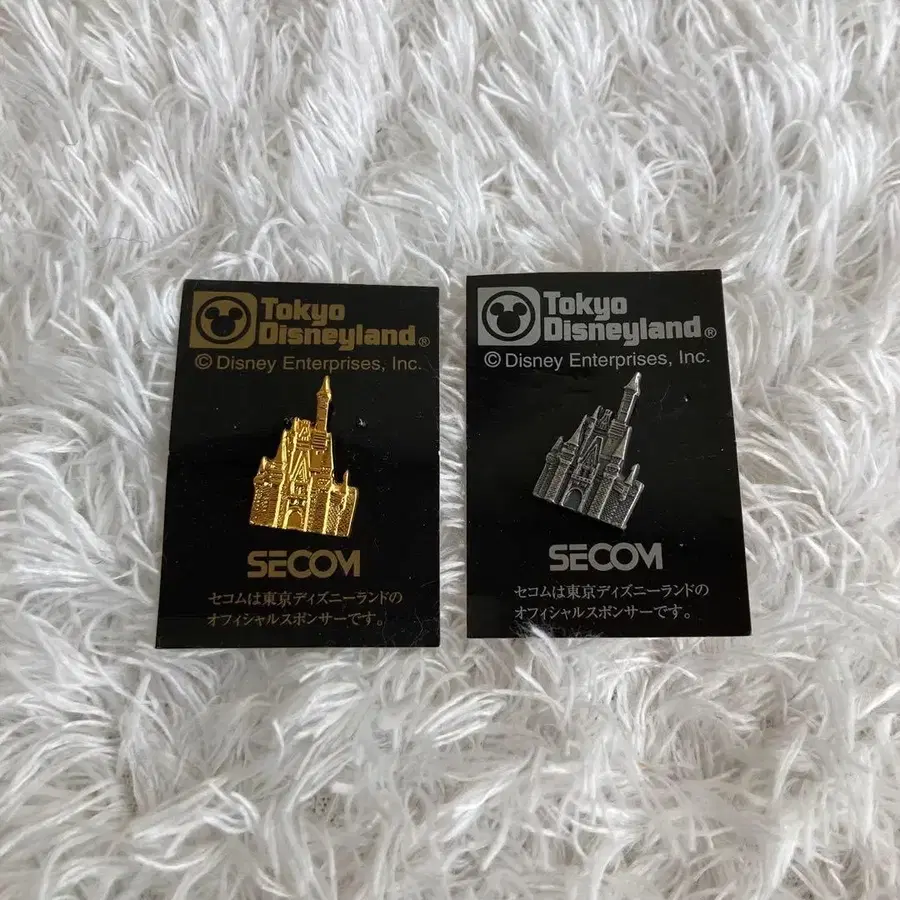 Tokyo
Disneyland®
© Disney Enterprises, Inc.
SECOM
セコムは東京ディズニーランドの
オフィシャルスポンサーです。
Tokyo
Disneyland®
© Disney Enterprises, Inc.
SECOM
セコムは東京ディズニーランドの
オフィシャルスポンサーです。